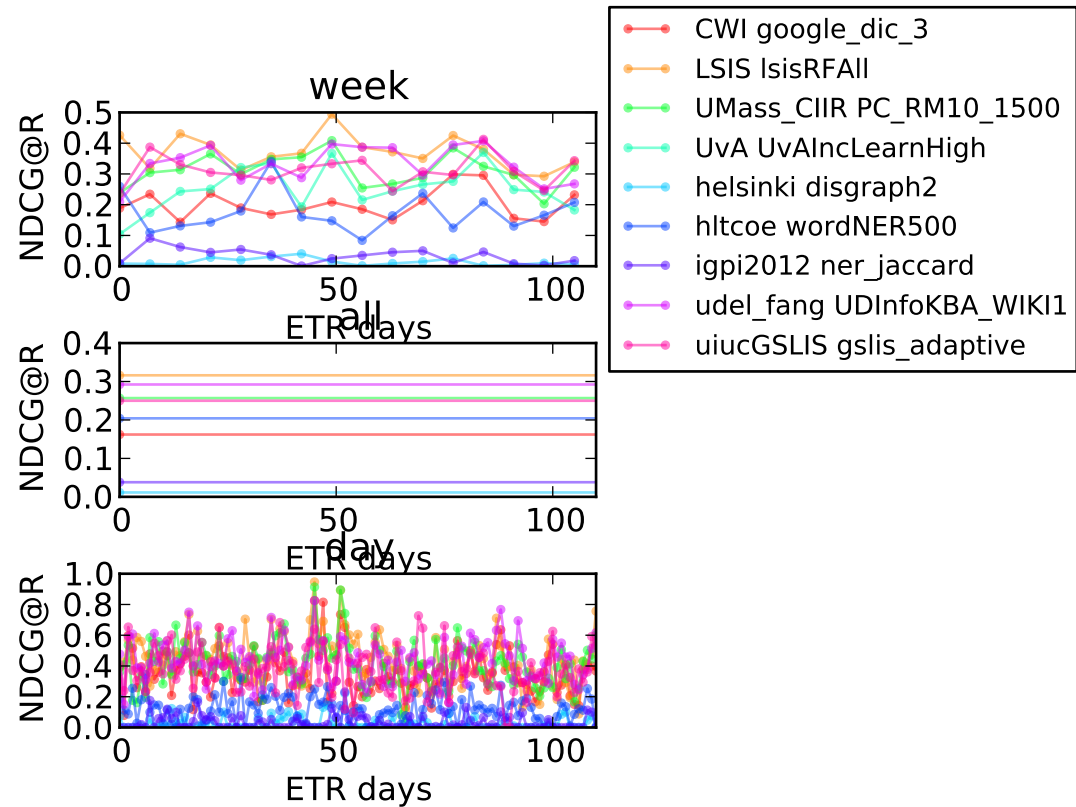 week
NDCG@R
0.5
0.4
0.3
0.2
0.1
0.0
0 50 100
ETR days
all
NDCG@R
0.4
0.3
0.2
0.1
0.0
0 50 100
ETR days
day
NDCG@R
1.0
0.8
0.6
0.4
0.2
0.0
0 50 100
ETR days
CWI google_dic_3
LSIS lsisRFAll
UMass_CIIR PC_RM10_1500
UvA UvAIncLearnHigh
helsinki disgraph2
hltcoe wordNER500
igpi2012 ner_jaccard
udel_fang UDInfoKBA_WIKI1
uiucGSLIS gslis_adaptive